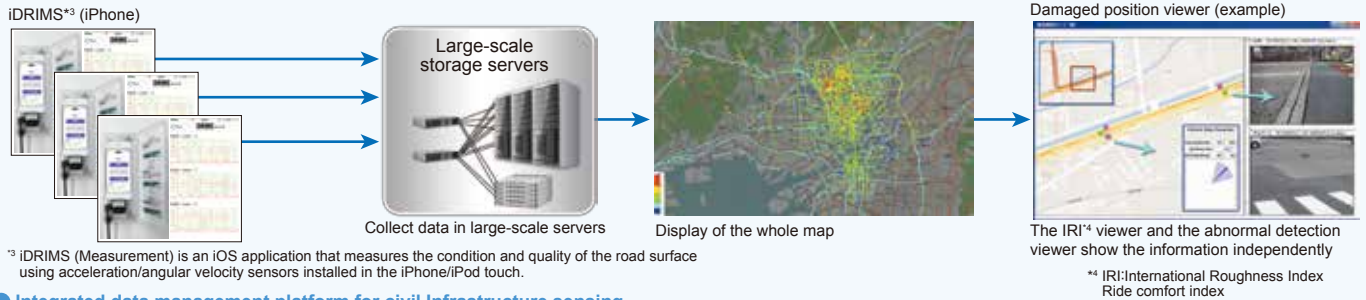 iDRIMS*3 (iPhone)
Large-scale
storage servers
Collect data in large-scale servers
Display of the whole map
Damaged position viewer (example)
The IRI*4 viewer and the abnormal detection
viewer show the information independently
*3 iDRIMS (Measurement) is an iOS application that measures the condition and quality of the road surface
using acceleration/angular velocity sensors installed in the iPhone/iPod touch.
*4 IRI:International Roughness Index
Ride comfort index
Integrated data management platform for civil Infrastructure sensing